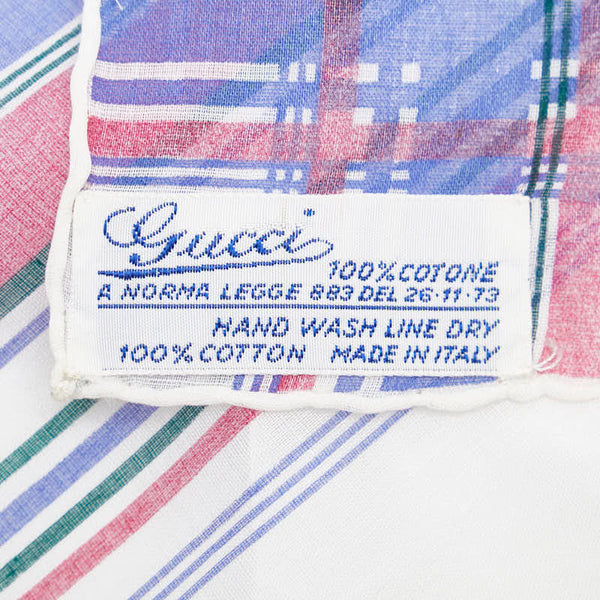 Gucci
100% COTONE
A NORMA LEGGE 883 DEL 26·11·73
HAND WASH LINE DRY
100% COTTON MADE IN ITALY